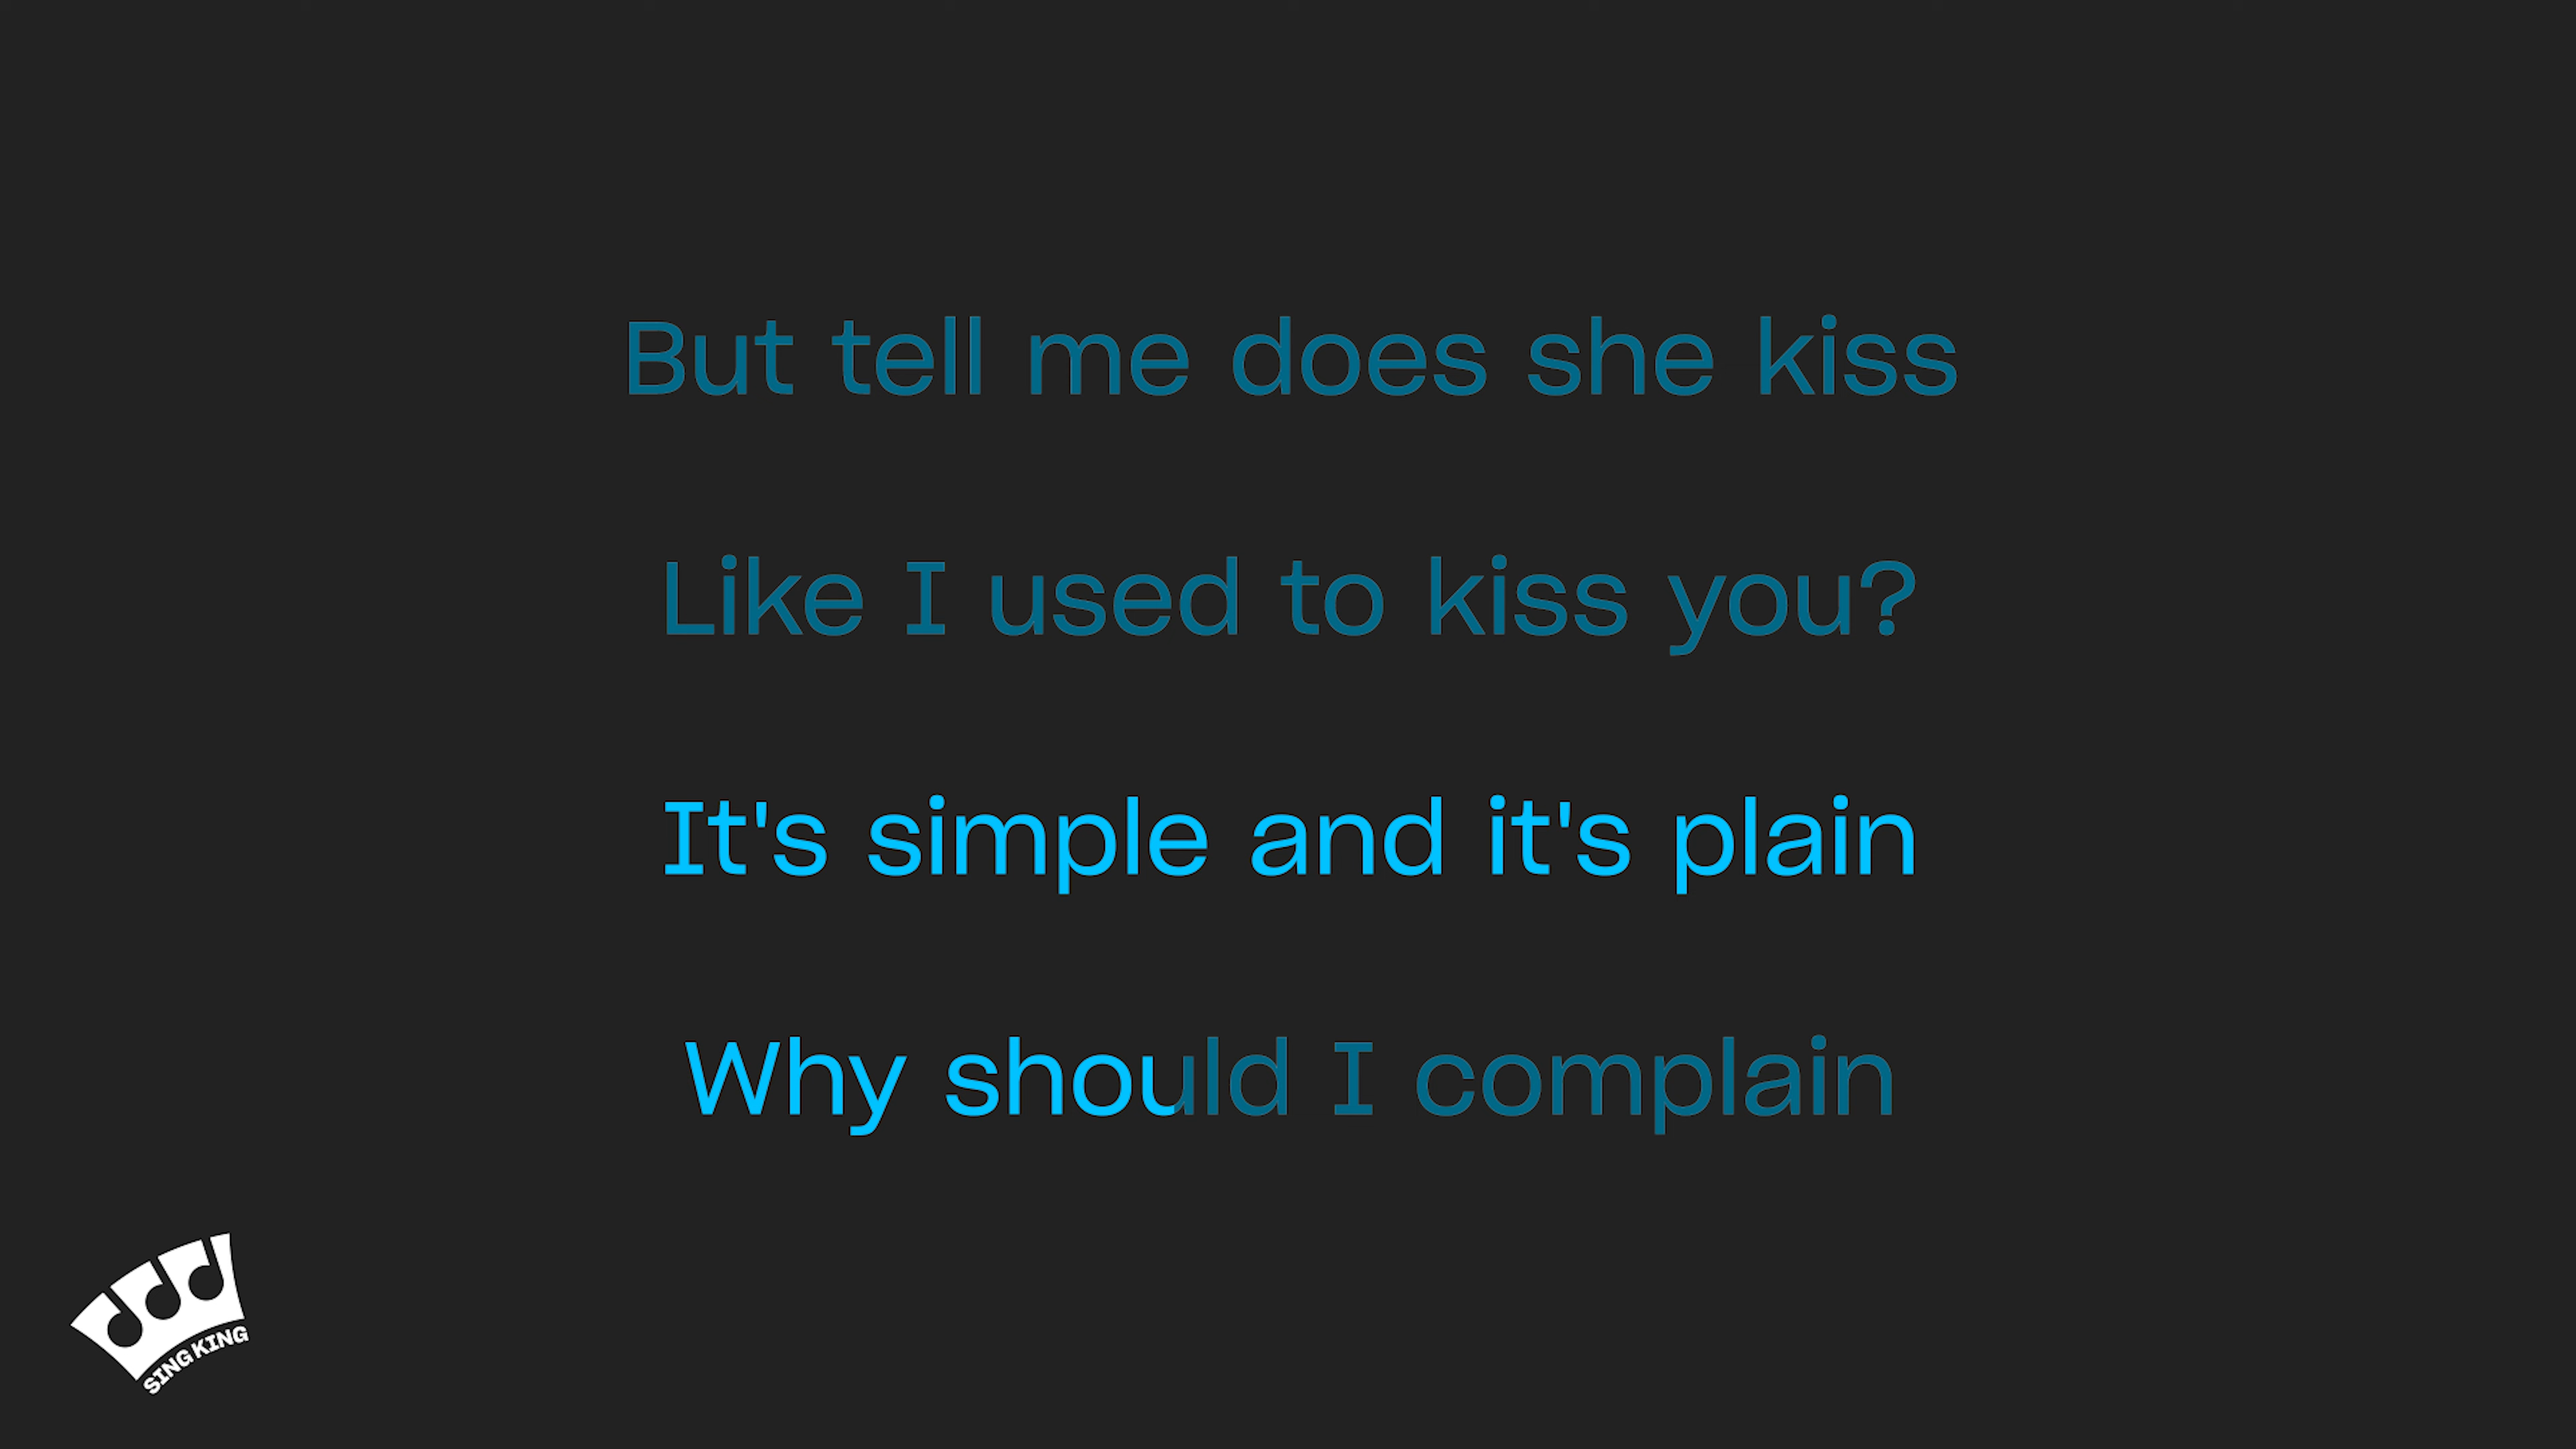 But tell me does she kiss
Like I used to kiss you?
It's simple and it's plain
Why should I complain
SING KING